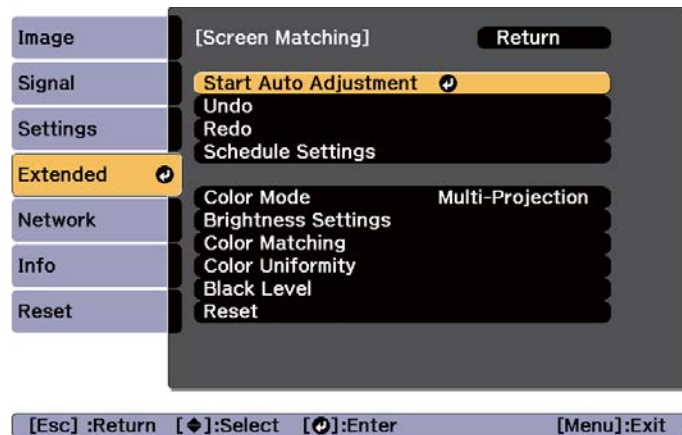 Image
Signal
Settings
Extended
Network
Info
Reset
[Screen Matching] Return
Start Auto Adjustment
Undo
Redo
Schedule Settings
Color Mode Multi-Projection
Brightness Settings
Color Matching
Color Uniformity
Black Level
Reset
[Esc] :Return [◆]:Select [⏎]:Enter [Menu]:Exit